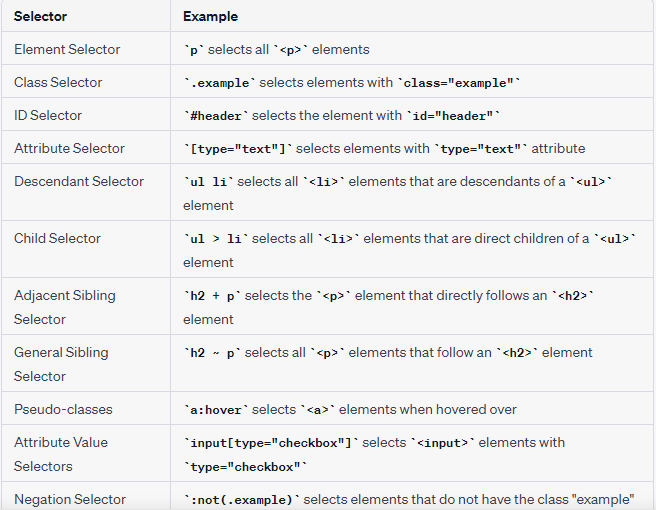 Selector Example
Element Selector `p` selects all `<p>` elements
Class Selector `.example` selects elements with `class="example"`
ID Selector `#header` selects the element with `id="header"`
Attribute Selector `[type="text"]` selects elements with `type="text"` attribute
Descendant Selector `ul li` selects all `<li>` elements that are descendants of a `<ul>`
element
Child Selector `ul > li` selects all `<li>` elements that are direct children of a `<ul>`
element
Adjacent Sibling `h2 + p` selects the `<p>` element that directly follows an `<h2>`
Selector element
General Sibling `h2 ~ p` selects all `<p>` elements that follow an `<h2>` element
Selector
Pseudo-classes `a:hover` selects `<a>` elements when hovered over
Attribute Value `input[type="checkbox"]` selects `<input>` elements with
Selectors `type="checkbox"`
Negation Selector `:not(.example)` selects elements that do not have the class "example"